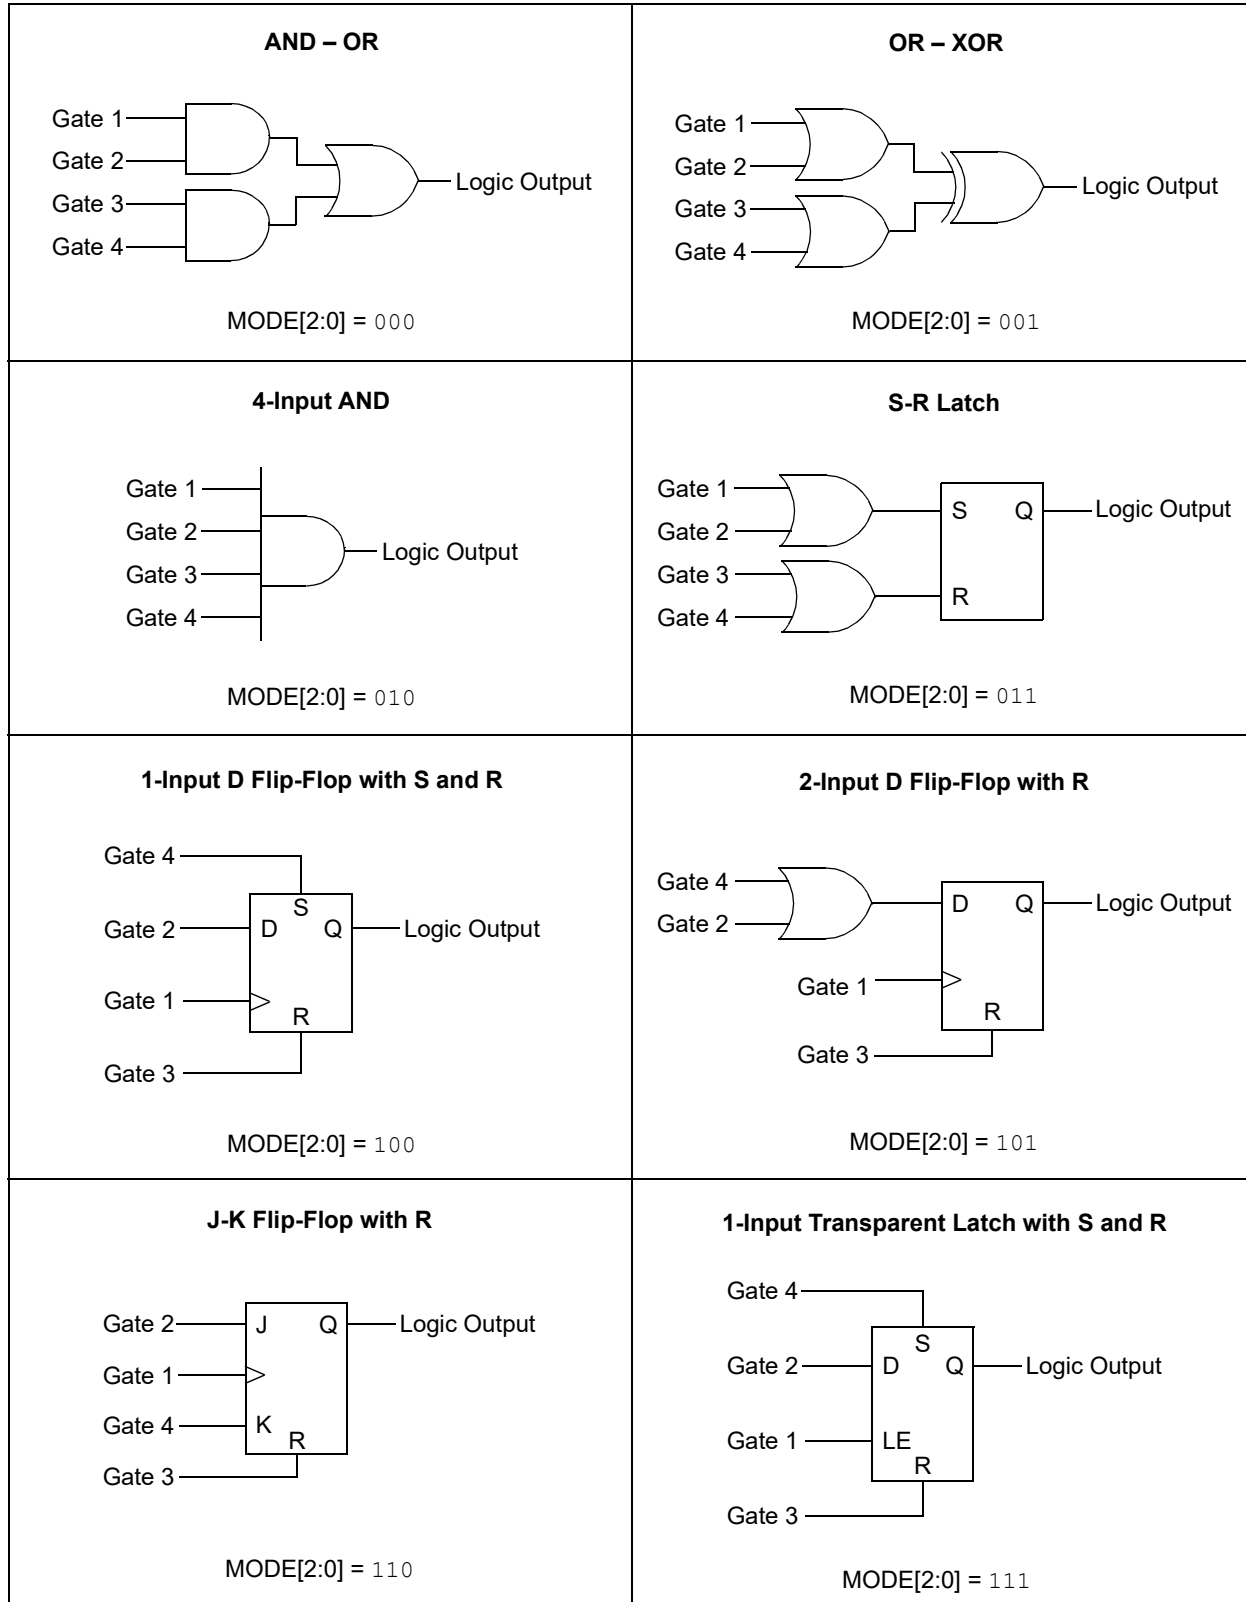 AND – OR
Gate 1
Gate 2
Gate 3
Gate 4
Logic Output
MODE[2:0] = 000
OR – XOR
Gate 1
Gate 2
Gate 3
Gate 4
Logic Output
MODE[2:0] = 001
4-Input AND
Gate 1
Gate 2
Gate 3
Gate 4
Logic Output
MODE[2:0] = 010
S-R Latch
Gate 1
Gate 2
Gate 3
Gate 4
S Q
R
Logic Output
MODE[2:0] = 011
1-Input D Flip-Flop with S and R
Gate 4
S
Gate 2
D Q
Logic Output
Gate 1
R
Gate 3
MODE[2:0] = 100
2-Input D Flip-Flop with R
Gate 4
Gate 2
D Q
Logic Output
Gate 1
R
Gate 3
MODE[2:0] = 101
J-K Flip-Flop with R
Gate 2
J Q
Logic Output
Gate 1
Gate 4
K
R
Gate 3
MODE[2:0] = 110
1-Input Transparent Latch with S and R
Gate 4
S
Gate 2
D Q
Logic Output
Gate 1
LE
R
Gate 3
MODE[2:0] = 111